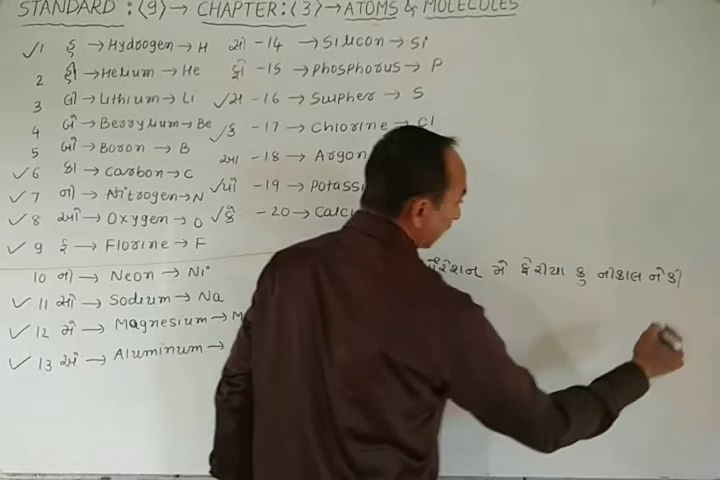 STANDARD:⟨9⟩→ CHAPTER:⟨3⟩→ATOMS & MOLECULES
✓1 હૂ →Hydrogen→ H
2 હી →Helium→ He
3 લી →Lithium→ Li
4 બે →Berrylium→Be
5 બો →Boron→ B
✓6 કા →Carbon→C
✓7 ની →Nitrogen→N
✓8 ઓ →Oxygen→ O
✓9 ફ →Florine→ F
10 ની → Neon→ Ni
✓11 સો → Sodium→ Na
✓12 મે → Magnesium→M
✓13 એ → Aluminum→
સી -14 →Silicon→ Si
ફો -15 →Phosphorus→ P
✓સ -16 →Sulpher→ S
✓ક -17 → Chlorine→ Cl
આ -18 → Argon
✓પો -19 → Potass
✓કે -20→ Calc
મે ફેરીયા કુ નીકાલ ને કી